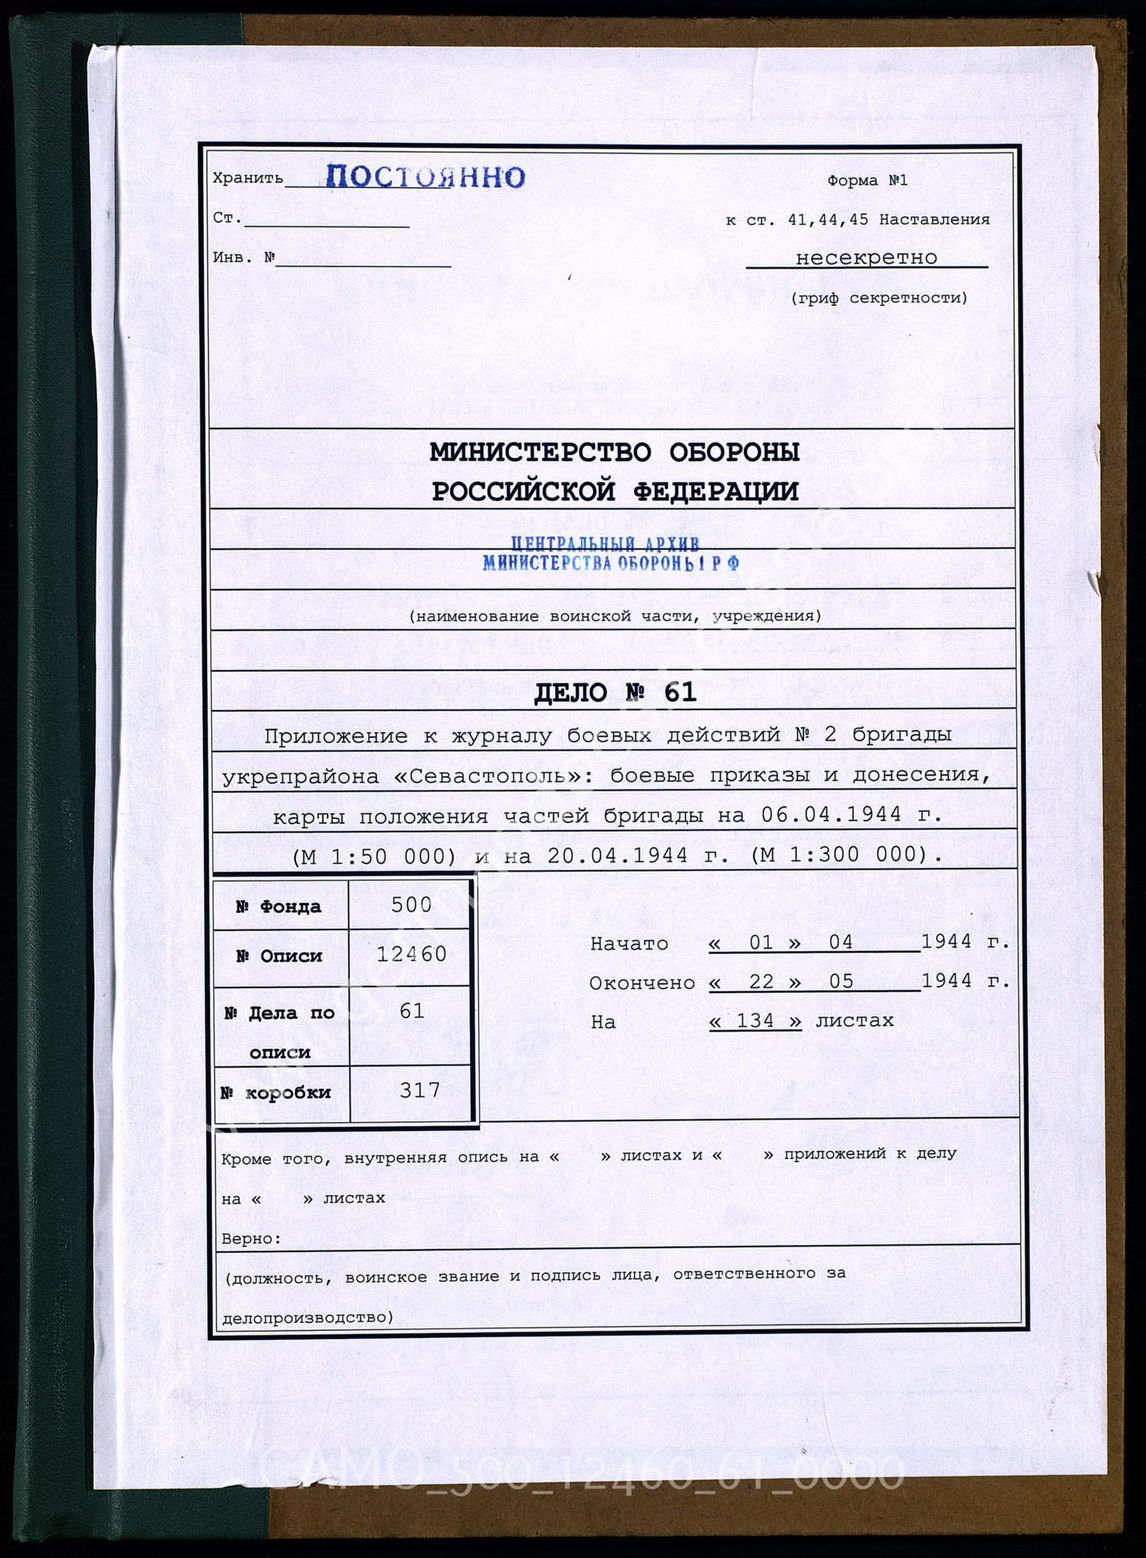 Хранить ПОСТОЯННО
Форма №1
Ст.
к ст. 41,44,45 Наставления
Инв. №
несекретно
(гриф секретности)
МИНИСТЕРСТВО ОБОРОНЫ
РОССИЙСКОЙ ФЕДЕРАЦИИ
ЦЕНТРАЛЬНЫЙ АРХИВ
МИНИСТЕРСТВА ОБОРОНЫ РФ
(наименование воинской части, учреждения)
ДЕЛО № 61
Приложение к журналу боевых действий № 2 бригады
укрепрайона «Севастополь»: боевые приказы и донесения,
карты положения частей бригады на 06.04.1944 г.
(М 1:50 000) и на 20.04.1944 г. (М 1:300 000).
№ Фонда 500
№ Описи 12460
№ Дела по описи 61
№ коробки 317
Начато « 01 » 04 1944 г.
Окончено « 22 » 05 1944 г.
На « 134 » листах
Кроме того, внутренняя опись на « » листах и « » приложений к делу
на « » листах
Верно:
(должность, воинское звание и подпись лица, ответственного за
делопроизводство)
CAMO_500_12460_61_0000